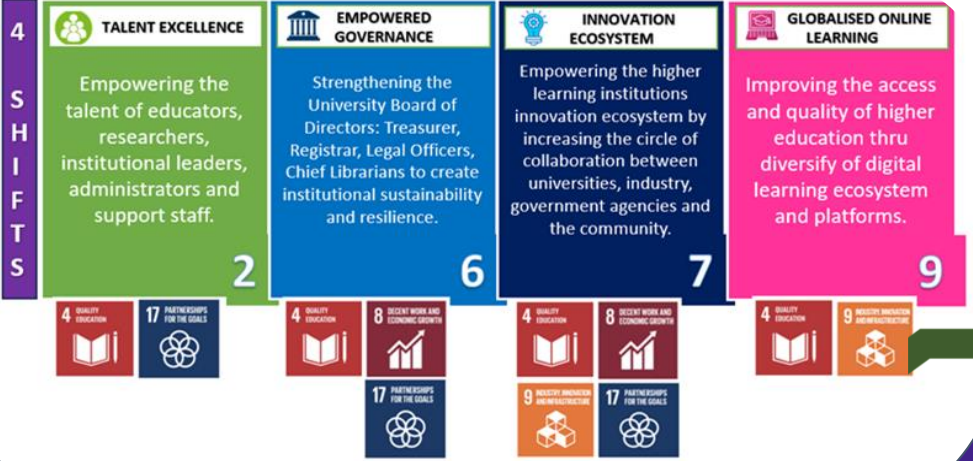 4
S
H
I
F
T
S
TALENT EXCELLENCE
Empowering the
talent of educators,
researchers,
institutional leaders,
administrators and
support staff.
2
4 QUALITY
EDUCATION
17 PARTNERSHIPS
FOR THE GOALS
EMPOWERED
GOVERNANCE
Strengthening the
University Board of
Directors: Treasurer,
Registrar, Legal Officers,
Chief Librarians to create
institutional sustainability
and resilience.
6
4 QUALITY
EDUCATION
8 DECENT WORK AND
ECONOMIC GROWTH
17 PARTNERSHIPS
FOR THE GOALS
INNOVATION
ECOSYSTEM
Empowering the higher
learning institutions
innovation ecosystem by
increasing the circle of
collaboration between
universities, industry,
government agencies and
the community.
7
4 QUALITY
EDUCATION
8 DECENT WORK AND
ECONOMIC GROWTH
9 INDUSTRY, INNOVATION
AND INFRASTRUCTURE
17 PARTNERSHIPS
FOR THE GOALS
GLOBALISED ONLINE
LEARNING
Improving the access
and quality of higher
education thru
diversify of digital
learning ecosystem
and platforms.
9
4 QUALITY
EDUCATION
9 INDUSTRY, INNOVATION
AND INFRASTRUCTURE